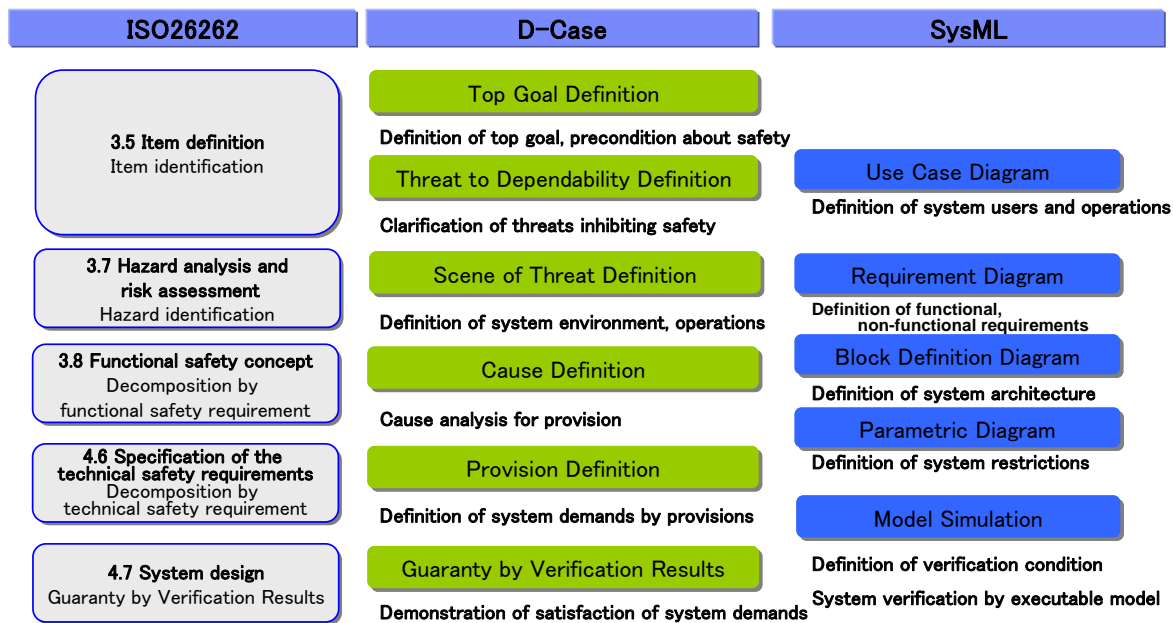 ISO26262
D-Case
SysML
3.5 Item definition
Item identification
3.7 Hazard analysis and
risk assessment
Hazard identification
3.8 Functional safety concept
Decomposition by
functional safety requirement
4.6 Specification of the
technical safety requirements
Decomposition by
technical safety requirement
4.7 System design
Guaranty by Verification Results
Top Goal Definition
Definition of top goal, precondition about safety
Threat to Dependability Definition
Clarification of threats inhibiting safety
Scene of Threat Definition
Definition of system environment, operations
Cause Definition
Cause analysis for provision
Provision Definition
Definition of system demands by provisions
Guaranty by Verification Results
Demonstration of satisfaction of system demands
Use Case Diagram
Definition of system users and operations
Requirement Diagram
Definition of functional,
non-functional requirements
Block Definition Diagram
Definition of system architecture
Parametric Diagram
Definition of system restrictions
Model Simulation
Definition of verification condition
System verification by executable model